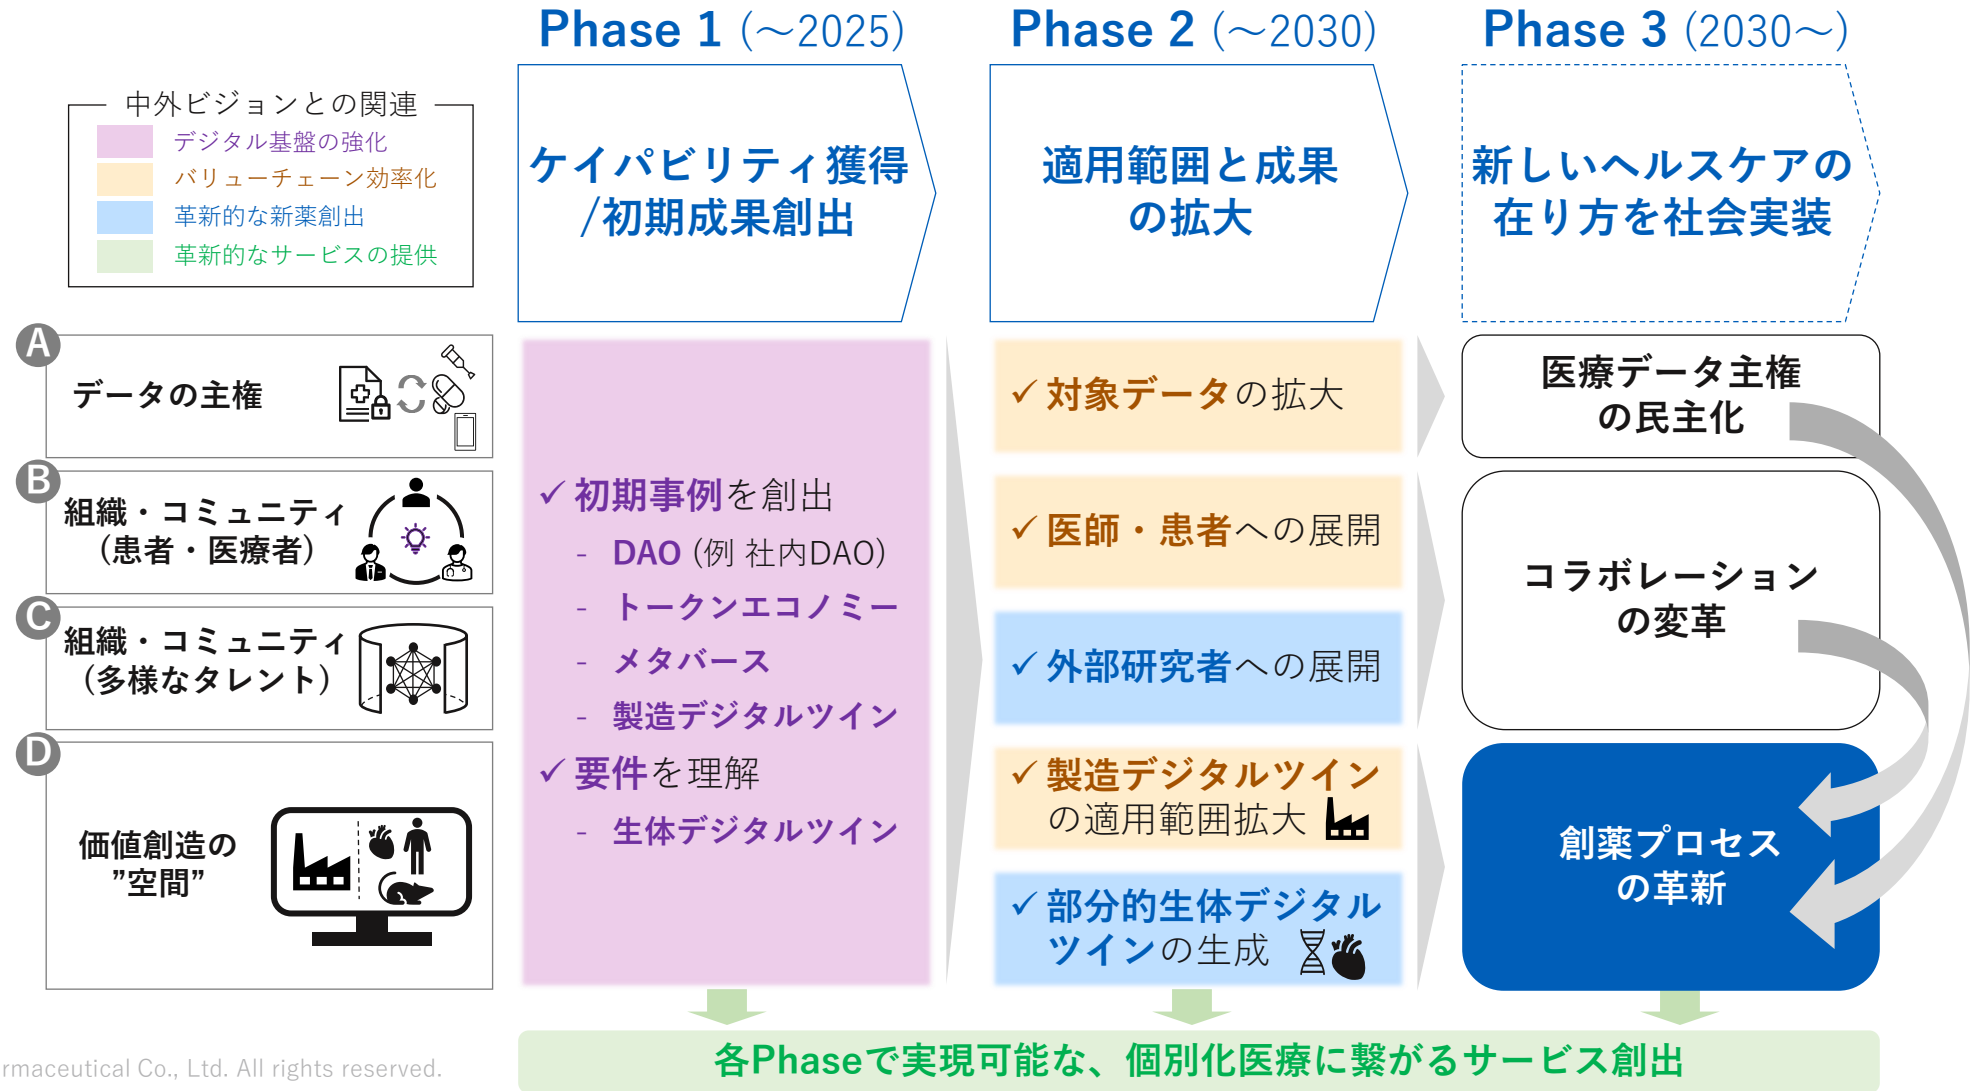 Phase 1 (～2025)
Phase 2 (～2030)
Phase 3 (2030～)
中外ビジョンとの関連
デジタル基盤の強化
バリューチェーン効率化
革新的な新薬創出
革新的なサービスの提供
ケイパビリティ獲得
/初期成果創出
適用範囲と成果
の拡大
新しいヘルスケアの
在り方を社会実装
A
データの主権
B
組織・コミュニティ
(患者・医療者)
C
組織・コミュニティ
(多様なタレント)
D
価値創造の
”空間”
✓初期事例を創出
- DAO (例 社内DAO)
- トークンエコノミー
- メタバース
- 製造デジタルツイン
✓要件を理解
- 生体デジタルツイン
✓対象データの拡大
✓医師・患者への展開
✓外部研究者への展開
✓製造デジタルツイン
の適用範囲拡大
✓部分的生体デジタル
ツインの生成
医療データ主権
の民主化
コラボレーション
の変革
創薬プロセス
の革新
各Phaseで実現可能な、個別化医療に繋がるサービス創出
rmaceutical Co., Ltd. All rights reserved.